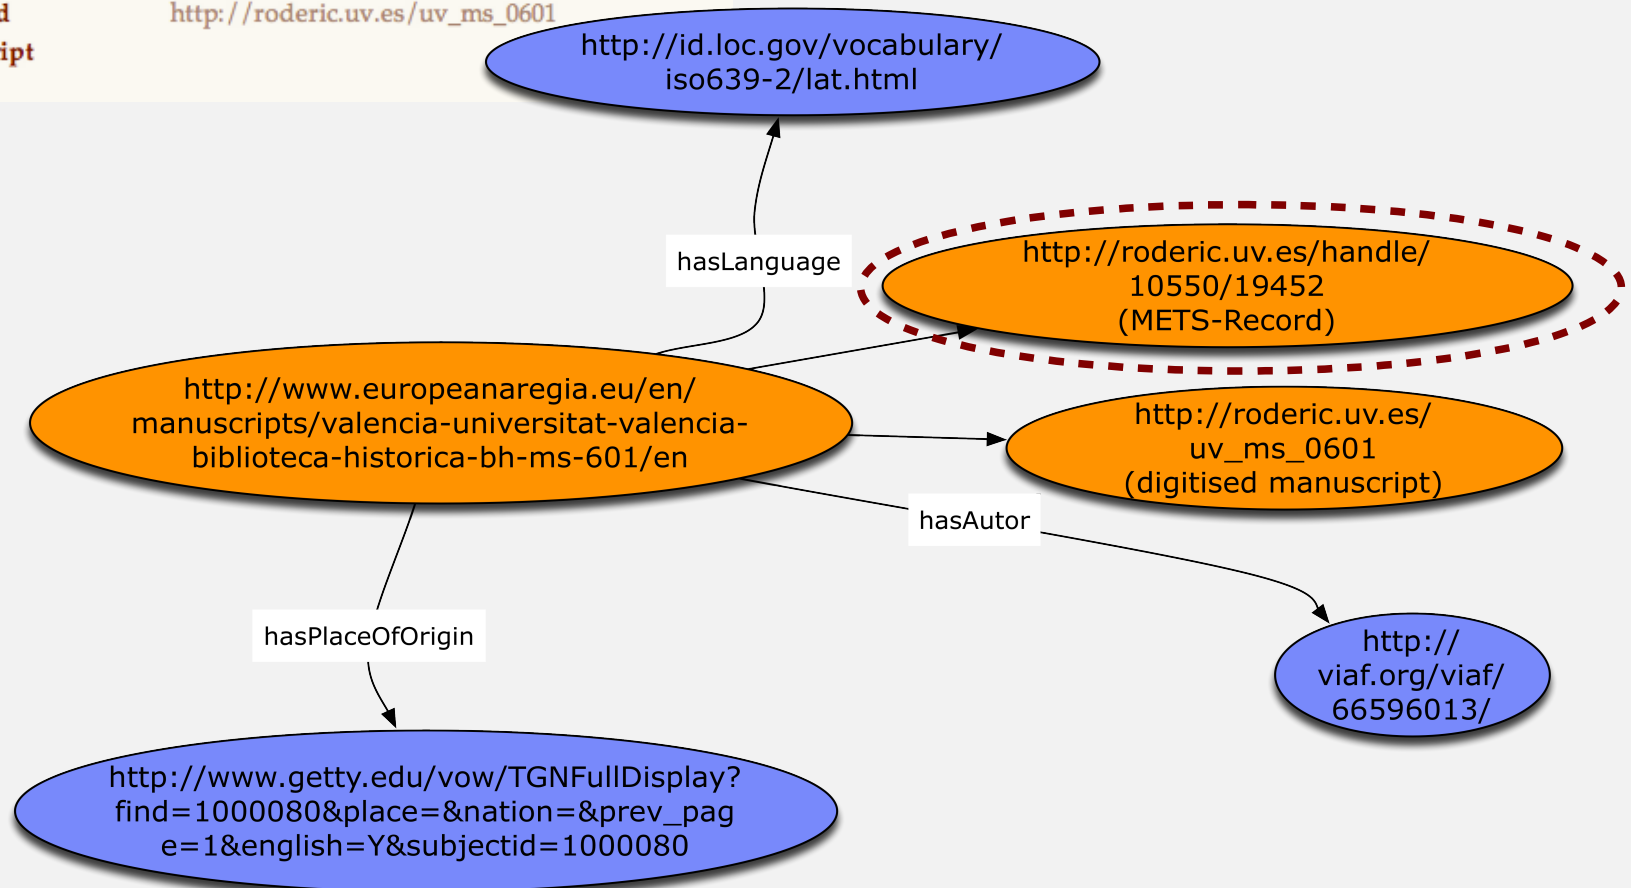 http://roderic.uv.es/uv_ms_0601
http://id.loc.gov/vocabulary/
iso639-2/lat.html
hasLanguage
http://roderic.uv.es/handle/
10550/19452
(METS-Record)
http://www.europeanaregia.eu/en/
manuscripts/valencia-universitat-valencia-
biblioteca-historica-bh-ms-601/en
http://roderic.uv.es/
uv_ms_0601
(digitised manuscript)
hasAutor
hasPlaceOfOrigin
http://
viaf.org/viaf/
66596013/
http://www.getty.edu/vow/TGNFullDisplay?
find=1000080&place=&nation=&prev_pag
e=1&english=Y&subjectid=1000080